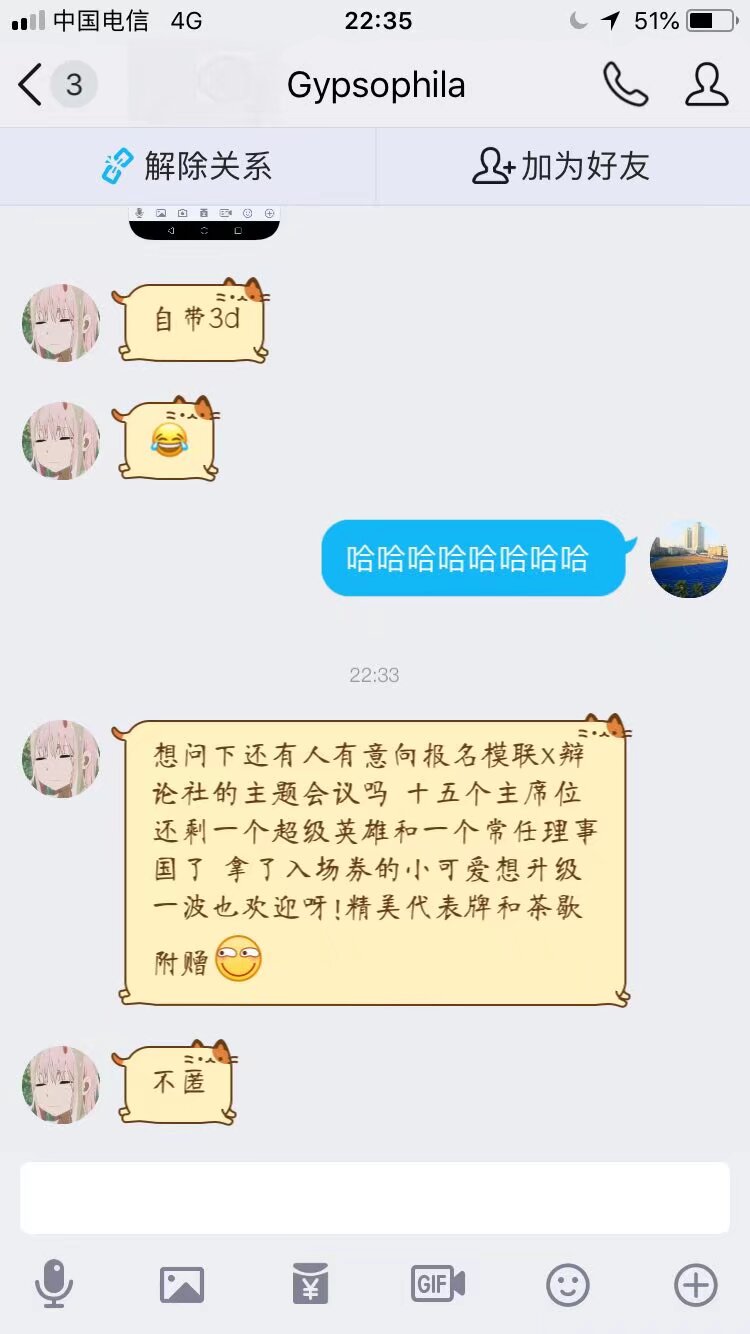 中国电信 4G 22:35 51%
3 Gypsophila
解除关系 加为好友
自带3d
😂
哈哈哈哈哈哈哈哈
22:33
想问下还有人有意向报名模联X辩
论社的主题会议吗 十五个主席位
还剩一个超级英雄和一个常任理事
国了 拿了入场券的小可爱想升级
一波也欢迎呀!精美代表牌和茶歇
附赠
不匿
¥ GIF